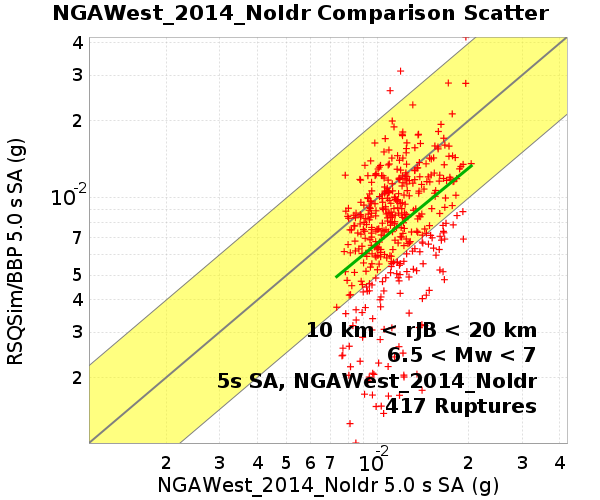 NGAWest_2014_NoIdr Comparison Scatter
4
3
2
10-2
7
5
4
3
2
RSQSim/BBP 5.0 s SA (g)
10 km < rJB < 20 km
6.5 < Mw < 7
5s SA, NGAWest_2014_NoIdr
417 Ruptures
2 3 4 5 6 7 10-2 2 3 4
NGAWest_2014_NoIdr 5.0 s SA (g)